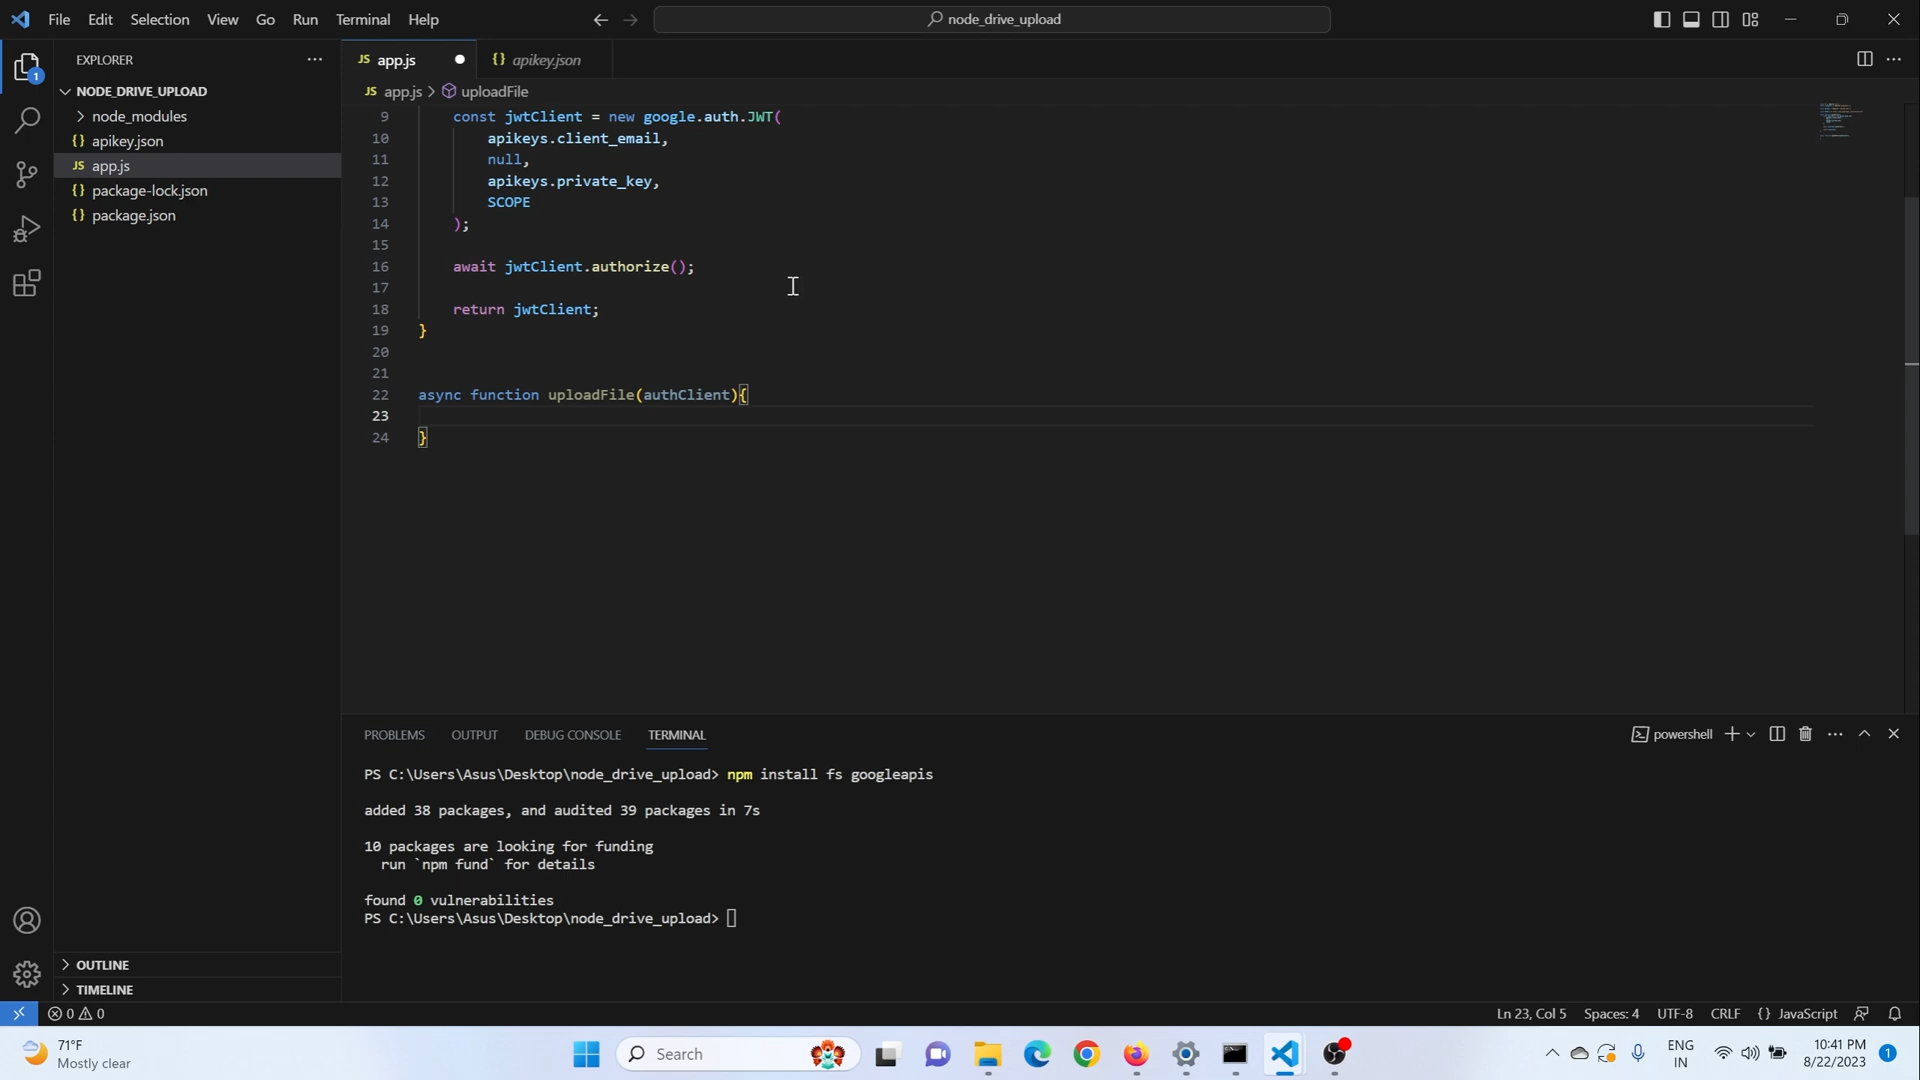 File Edit Selection View Go Run Terminal Help
node_drive_upload
EXPLORER
1
NODE_DRIVE_UPLOAD
node_modules
{} apikey.json
JS app.js
{} package-lock.json
{} package.json
OUTLINE
TIMELINE
JS app.js
{} apikey.json
JS app.js > uploadFile
9 const jwtClient = new google.auth.JWT(
10 apikeys.client_email,
11 null,
12 apikeys.private_key,
13 SCOPE
14 );
15
16 await jwtClient.authorize();
17
18 return jwtClient;
19 }
20
21
22 async function uploadFile(authClient){
23
24 }
PROBLEMS OUTPUT DEBUG CONSOLE TERMINAL
powershell
PS C:\Users\Asus\Desktop\node_drive_upload> npm install fs googleapis
added 38 packages, and audited 39 packages in 7s
10 packages are looking for funding
run `npm fund` for details
found 0 vulnerabilities
PS C:\Users\Asus\Desktop\node_drive_upload>
0 0
Ln 23, Col 5 Spaces: 4 UTF-8 CRLF {} JavaScript
71°F
Mostly clear
Search
ENG
IN
10:41 PM
8/22/2023
1